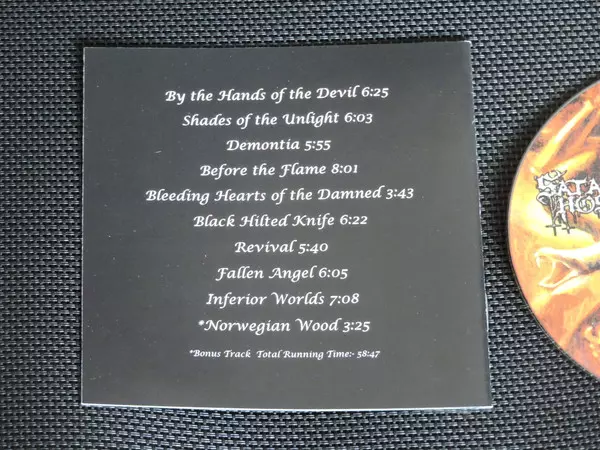 By the Hands of the Devil 6:25
Shades of the Unlight 6:03
Demontia 5:55
Before the Flame 8:01
Bleeding Hearts of the Damned 3:43
Black Hilted Knife 6:22
Revival 5:40
Fallen Angel 6:05
Inferior Worlds 7:08
*Norwegian Wood 3:25
*Bonus Track Total Running Time:- 58:47